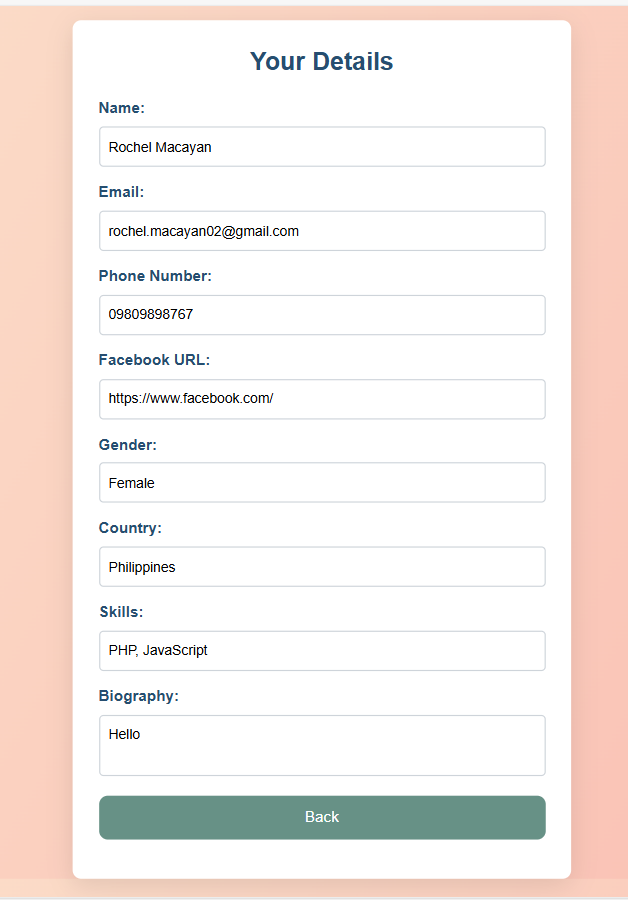 Your Details
Name:
Rochel Macayan
Email:
rochel.macayan02@gmail.com
Phone Number:
09809898767
Facebook URL:
https://www.facebook.com/
Gender:
Female
Country:
Philippines
Skills:
PHP, JavaScript
Biography:
Hello
Back